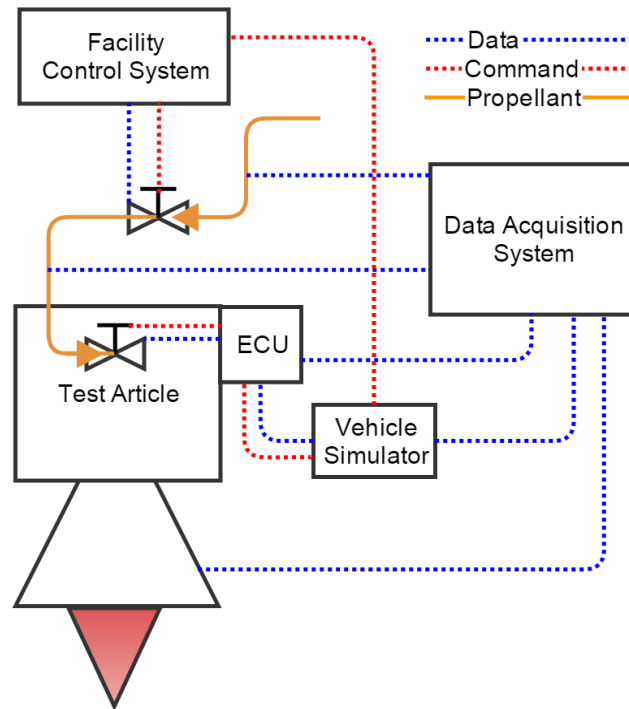 Facility
Control System
Data
Command
Propellant
Data Acquisition
System
ECU
Test Article
Vehicle
Simulator